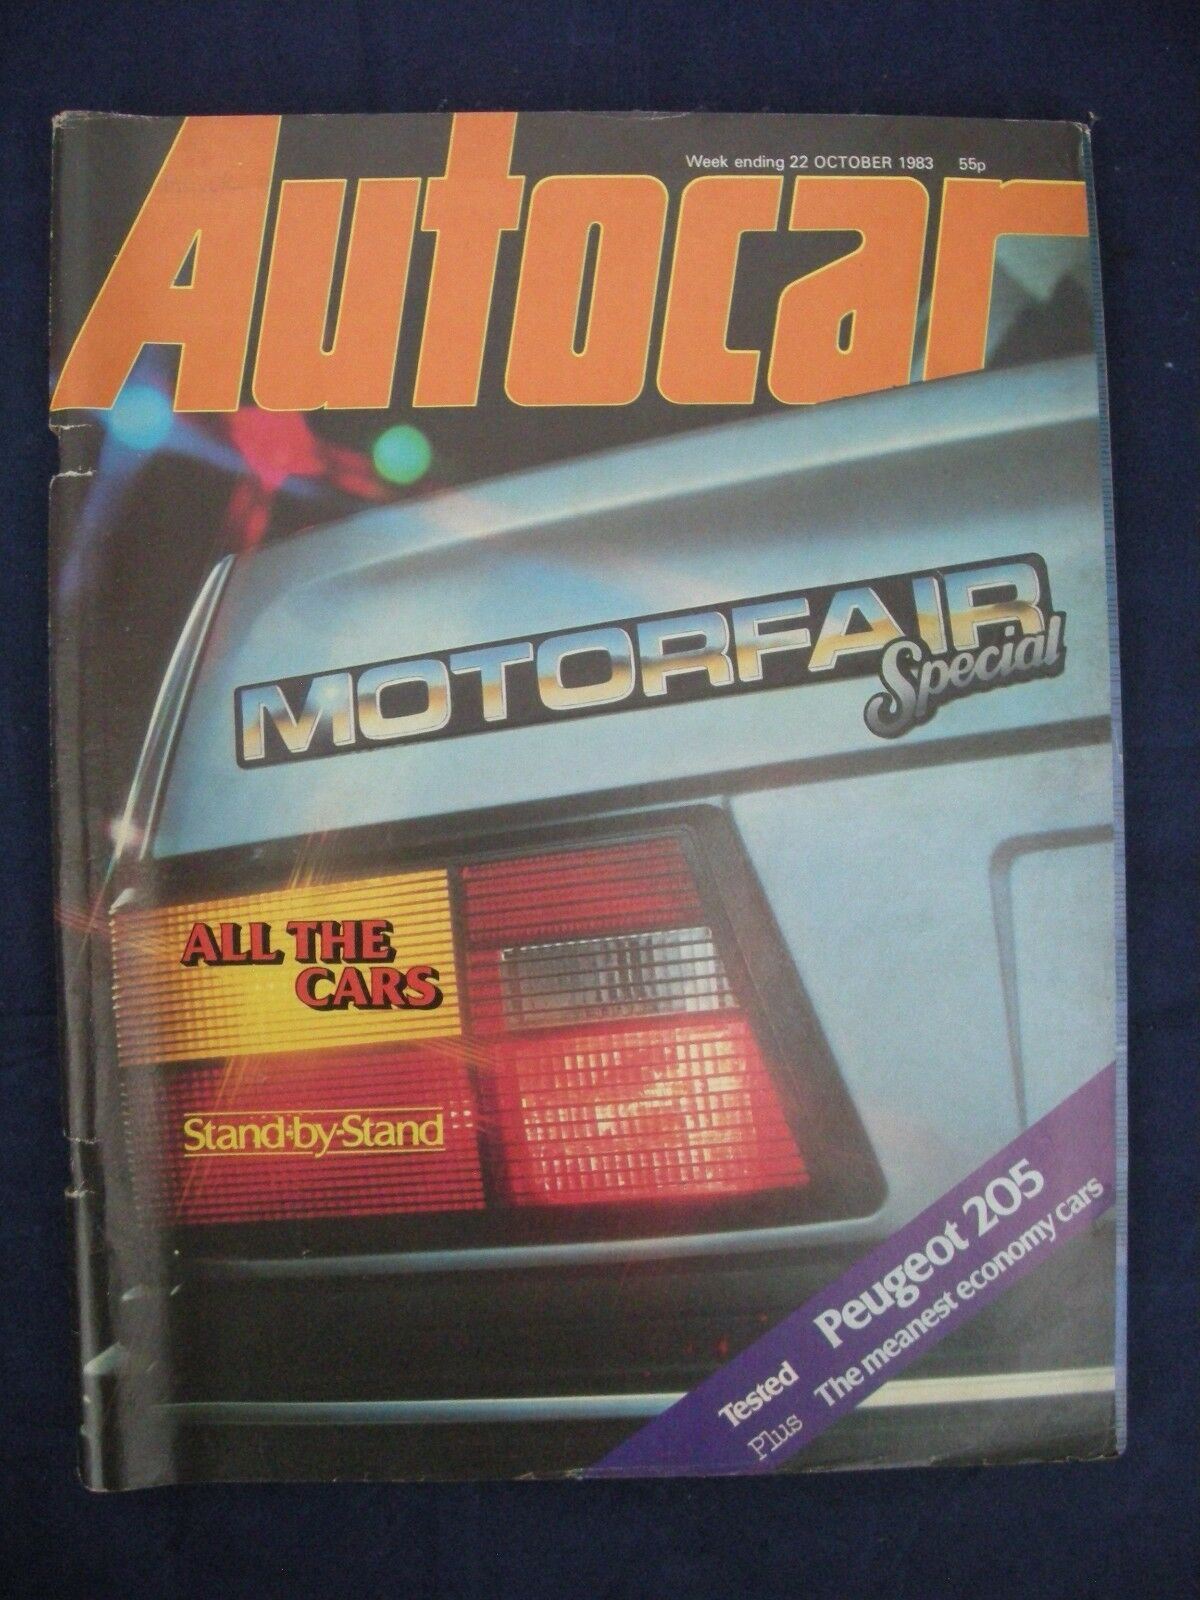 Week ending 22 OCTOBER 1983 55p
Autocar
MOTORFAIR
Special
ALL THE
CARS
Stand-by-Stand
Tested Peugeot 205
Plus The meanest economy cars